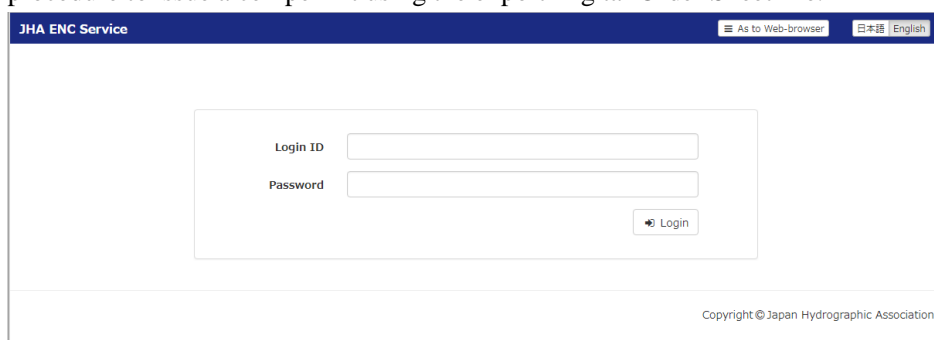 JHA ENC Service
As to Web-browser
日本語 English
Login ID
Password
Login
Copyright © Japan Hydrographic Association